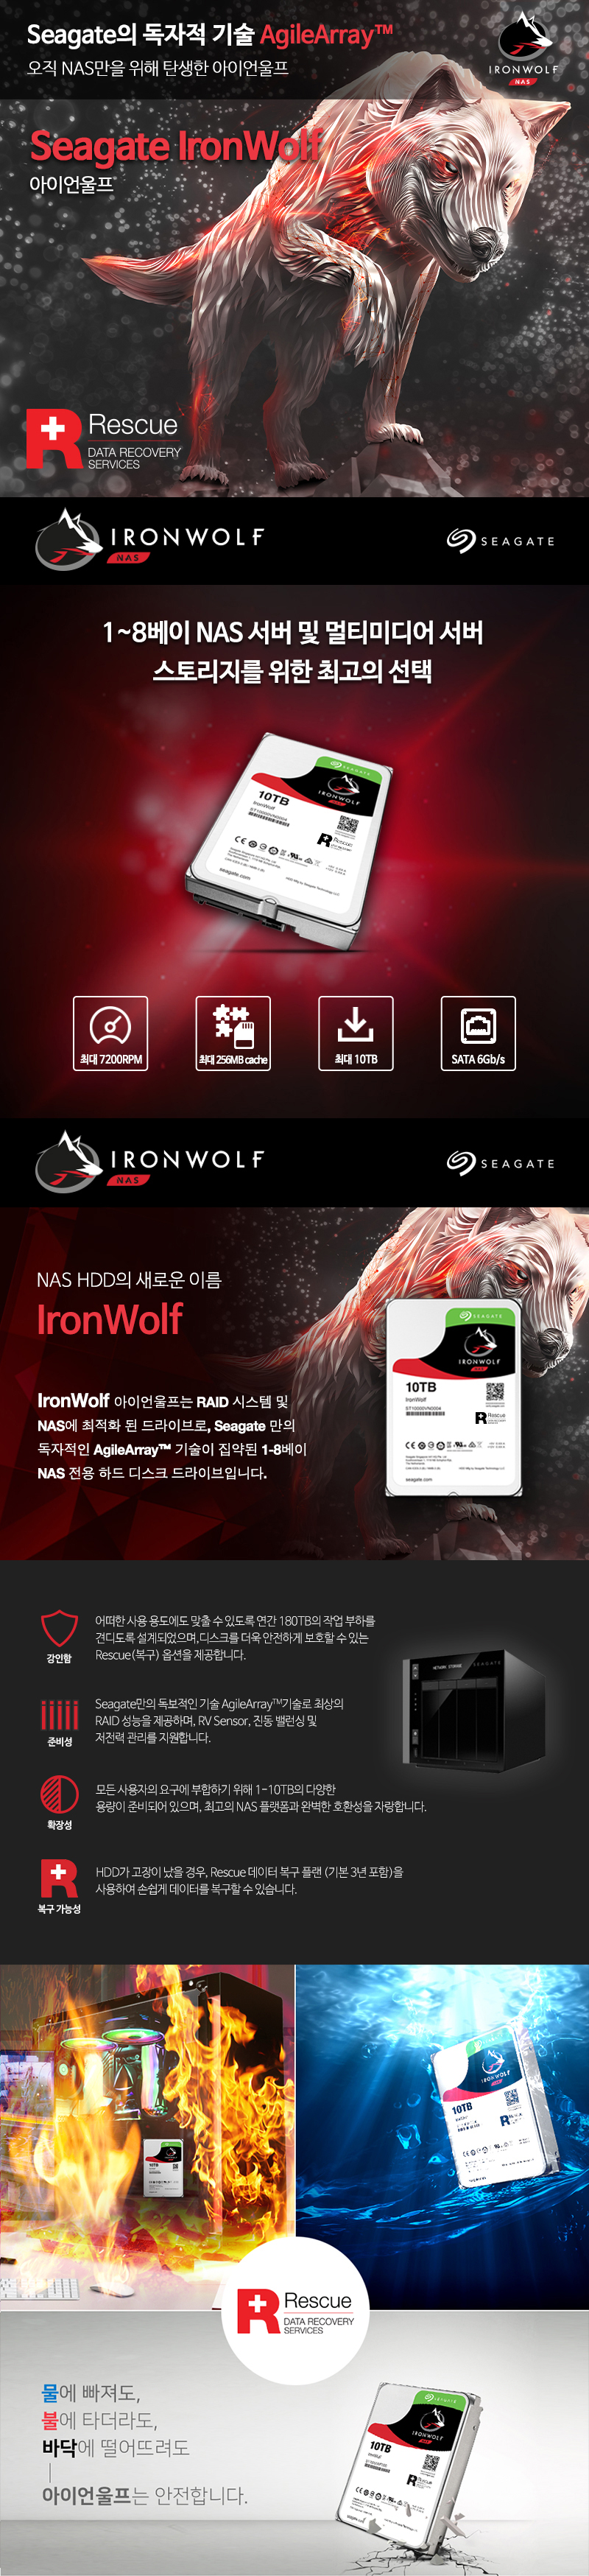 Seagate의 독자적 기술 AgileArray™
오직 NAS만을 위해 탄생한 아이언울프
IRONWOLF
NAS
Seagate IronWolf
아이언울프
R Rescue
DATA RECOVERY
SERVICES
IRONWOLF
NAS
SEAGATE
1~8베이 NAS 서버 및 멀티미디어 서버
스토리지를 위한 최고의 선택
SEAGATE
IRONWOLF
10TB
IronWolf
ST10000VN0004
R Rescue
seagate.com
최대 7200RPM
최대 256MB cache
최대 10TB
SATA 6Gb/s
IRONWOLF
NAS
SEAGATE
NAS HDD의 새로운 이름
IronWolf
IronWolf 아이언울프는 RAID 시스템 및
NAS에 최적화 된 드라이브로, Seagate 만의
독자적인 AgileArray™ 기술이 집약된 1-8베이
NAS 전용 하드 디스크 드라이브입니다.
SEAGATE
IRONWOLF
10TB
IronWolf
ST10000VN0004
R Rescue
seagate.com
강인함
어떠한 사용 용도에도 맞출 수 있도록 연간 180TB의 작업 부하를
견디도록 설계되었으며,디스크를 더욱 안전하게 보호할 수 있는
Rescue(복구) 옵션을 제공합니다.
준비성
Seagate만의 독보적인 기술 AgileArray™기술로 최상의
RAID 성능을 제공하며, RV Sensor, 진동 밸런싱 및
저전력 관리를 지원합니다.
NETWORK STORAGE
확장성
모든 사용자의 요구에 부합하기 위해 1-10TB의 다양한
용량이 준비되어 있으며, 최고의 NAS 플랫폼과 완벽한 호환성을 자랑합니다.
복구 가능성
HDD가 고장이 났을 경우, Rescue 데이터 복구 플랜 (기본 3년 포함)을
사용하여 손쉽게 데이터를 복구할 수 있습니다.
10TB
IRONWOLF
10TB
R Rescue
DATA RECOVERY
SERVICES
물에 빠져도,
불에 타더라도,
바닥에 떨어뜨려도
아이언울프는 안전합니다.
SEAGATE
IRONWOLF
10TB
R Rescue